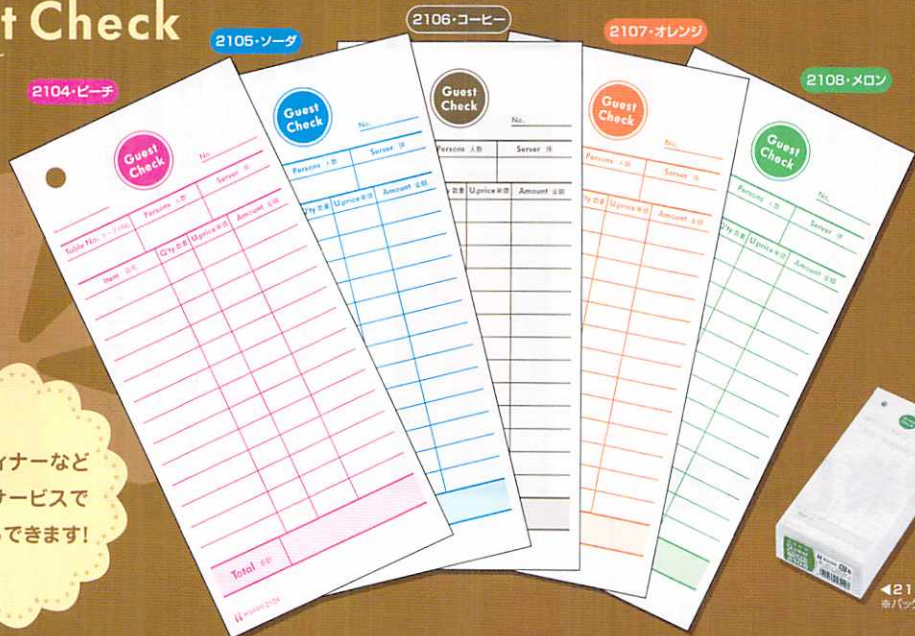 t Check
2104・ピーチ
2105・ソーダ
2106・コーヒー
2107・オレンジ
2108・メロン
Guest
Check
No.
Table No.
Persons 人数
Server 係
Item 品名
Q'ty 数量
U.price 単価
Amount 金額
Total 合計
2104
Guest
Check
No.
Persons 人数
Server 係
Q'ty 数量
U.price 単価
Amount 金額
Guest
Check
No.
Persons 人数
Server 係
数量
U.price 単価
Amount 金額
Guest
Check
No.
Persons 人数
Server 係
数量
U.price 単価
Amount 金額
Guest
Check
No.
Persons 人数
Server 係
Q'ty 数量
U.price 単価
Amount 金額
ィナーなど
サービスで
できます!
◀21
※パック